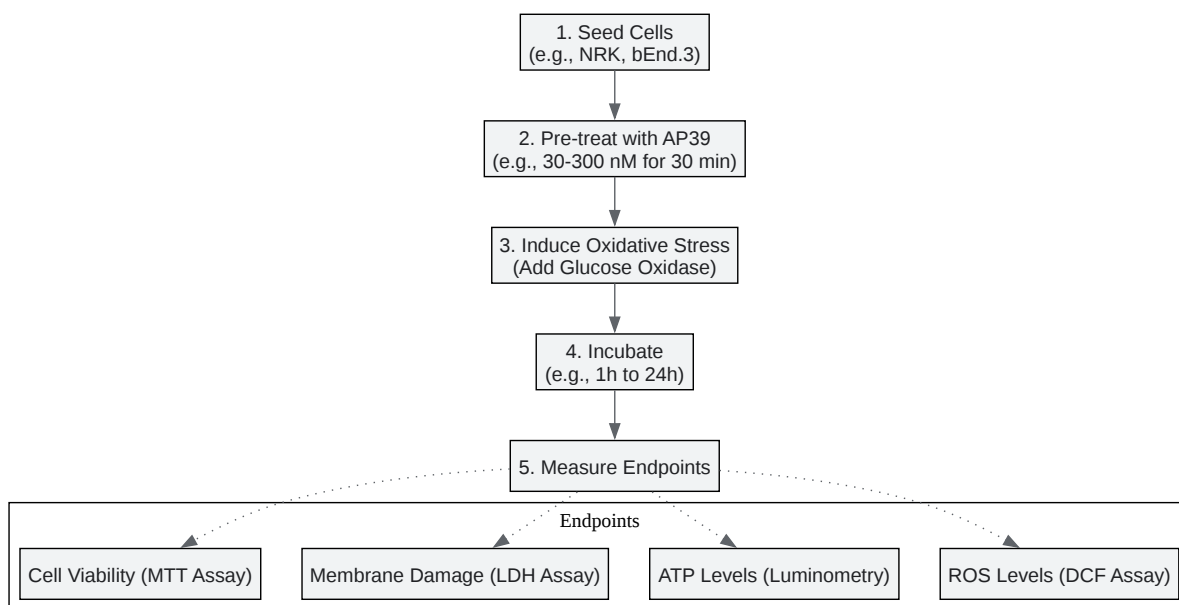 1. Seed Cells
(e.g., NRK, bEnd.3)
2. Pre-treat with AP39
(e.g., 30-300 nM for 30 min)
3. Induce Oxidative Stress
(Add Glucose Oxidase)
4. Incubate
(e.g., 1h to 24h)
5. Measure Endpoints
Endpoints
Cell Viability (MTT Assay)
Membrane Damage (LDH Assay)
ATP Levels (Luminometry)
ROS Levels (DCF Assay)